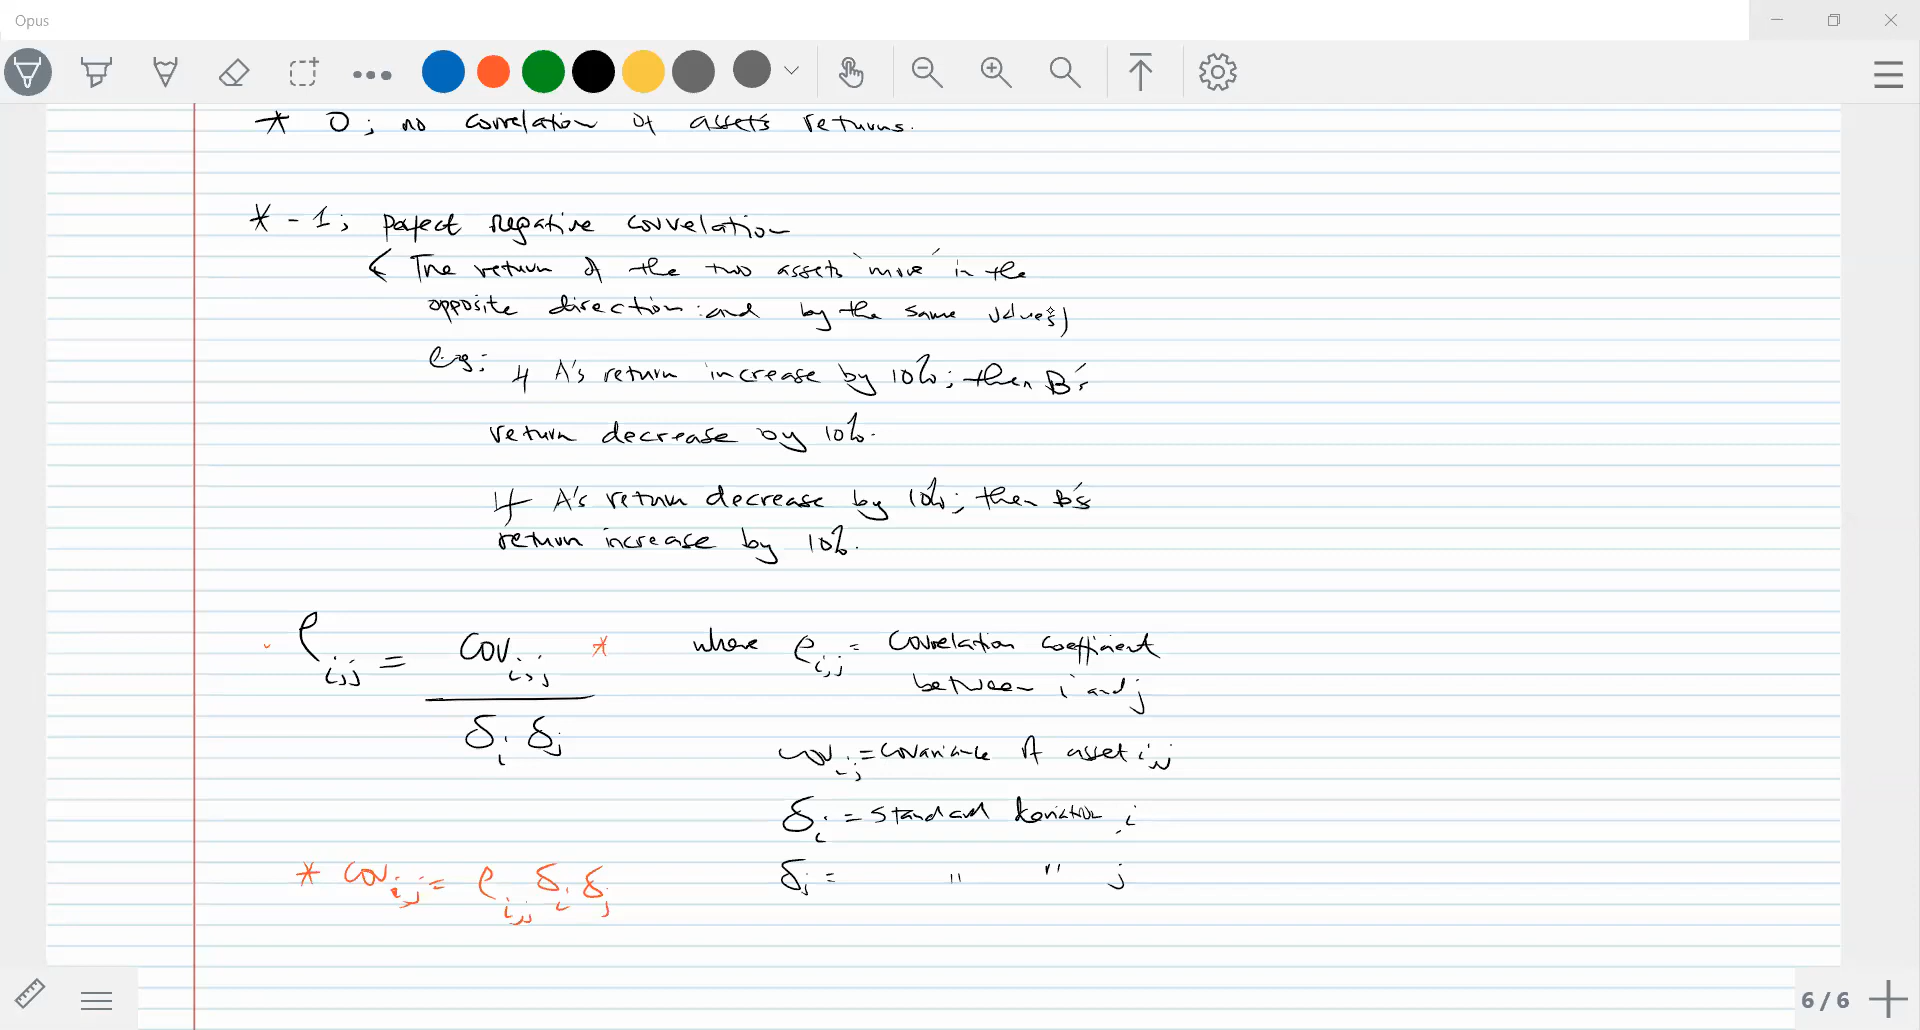 Opus
* 0; no correlation of assets returns.
* -1; perfect negative correlation
( The return of the two assets 'move' in the
opposite direction: and by the same values)
e.g; If A's return increase by 10%; then B's
return decrease by 10%.
If A's return decrease by 10%; then B's
return increase by 10%.
ρi,j = COVi,j / δi δj *
where ρi,j = Correlation coefficient
between i and j
COVi,j = Covariance of asset i,j
δi = Standard deviation i
δj = " " j
* COVi,j = ρi,j δi δj
6 / 6